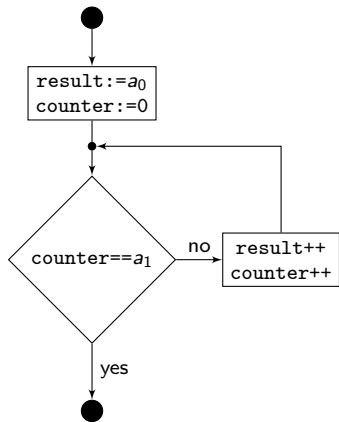 result:=a₀
counter:=0
counter==a₁
no
result++
counter++
yes